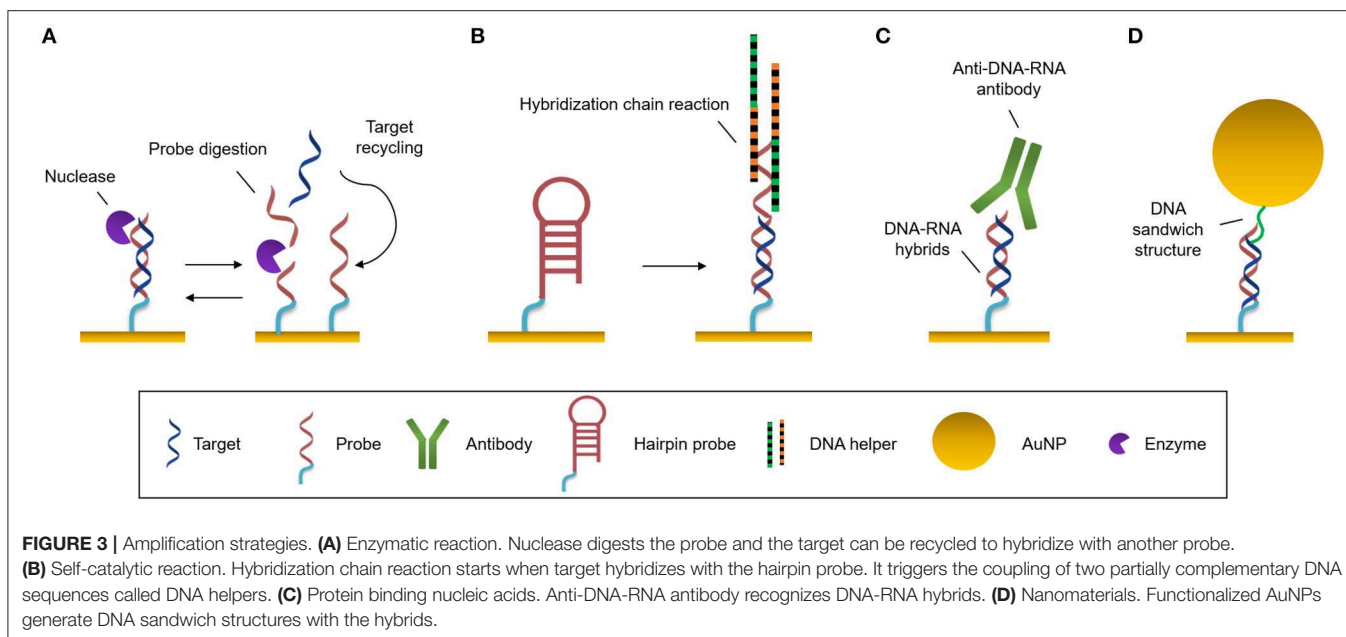 A
B
C
D
Nuclease
Probe digestion
Target
recycling
Hybridization chain reaction
Anti-DNA-RNA
antibody
DNA-RNA
hybrids
DNA
sandwich
structure
Target
Probe
Antibody
Hairpin probe
DNA helper
AuNP
Enzyme
FIGURE 3 | Amplification strategies. (A) Enzymatic reaction. Nuclease digests the probe and the target can be recycled to hybridize with another probe.
(B) Self-catalytic reaction. Hybridization chain reaction starts when target hybridizes with the hairpin probe. It triggers the coupling of two partially complementary DNA
sequences called DNA helpers. (C) Protein binding nucleic acids. Anti-DNA-RNA antibody recognizes DNA-RNA hybrids. (D) Nanomaterials. Functionalized AuNPs
generate DNA sandwich structures with the hybrids.